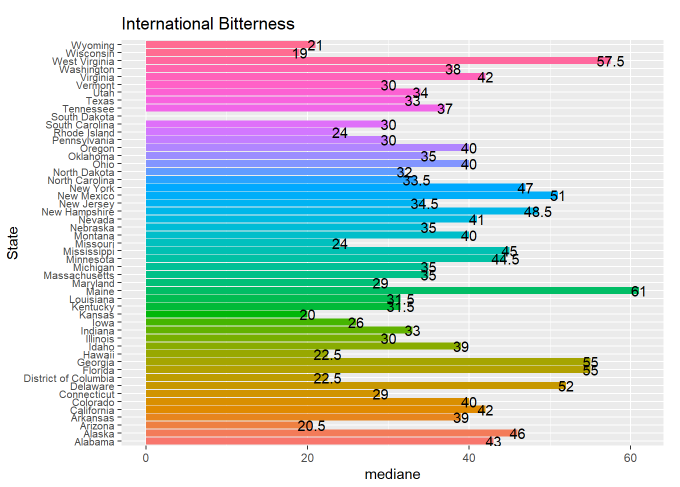 International Bitterness
State
Wyoming 21
Wisconsin 19
West Virginia 57.5
Washington 38
Virginia 42
Vermont 30
Utah 34
Texas 33
Tennessee 37
South Dakota
South Carolina 30
Rhode Island 24
Pennsylvania 30
Oregon 40
Oklahoma 35
Ohio 40
North Dakota 32
North Carolina 33.5
New York 47
New Mexico 51
New Jersey 34.5
New Hampshire 48.5
Nevada 41
Nebraska 35
Montana 40
Missouri 24
Mississippi 45
Minnesota 44.5
Michigan 35
Massachusetts 35
Maryland 29
Maine 61
Louisiana 31.5
Kentucky 31.5
Kansas 20
Iowa 26
Indiana 33
Illinois 30
Idaho 39
Hawaii 22.5
Georgia 55
Florida 55
District of Columbia 22.5
Delaware 52
Connecticut 29
Colorado 40
California 42
Arkansas 39
Arizona 20.5
Alaska 46
Alabama 43
0 20 40 60
mediane